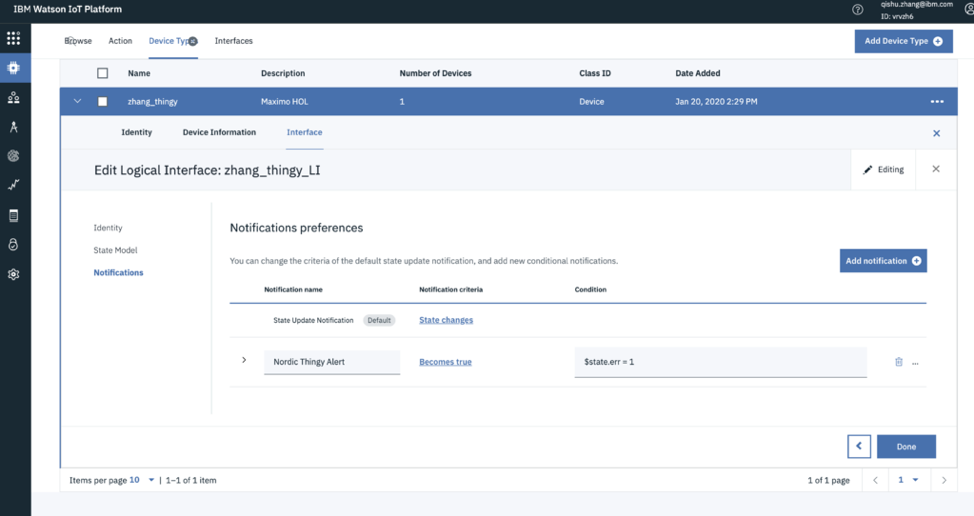 IBM Watson IoT Platform
qishu.zhang@ibm.com
ID: vrvzh6
Browse Action Device Types Interfaces
Add Device Type
Name Description Number of Devices Class ID Date Added
zhang_thingy Maximo HOL 1 Device Jan 20, 2020 2:29 PM
Identity Device Information Interface
Edit Logical Interface: zhang_thingy_LI
Editing
Identity
State Model
Notifications
Notifications preferences
You can change the criteria of the default state update notification, and add new conditional notifications.
Add notification
Notification name Notification criteria Condition
State Update Notification Default State changes
Nordic Thingy Alert Becomes true $state.err = 1
Done
Items per page 10 | 1–1 of 1 item
1 of 1 page 1